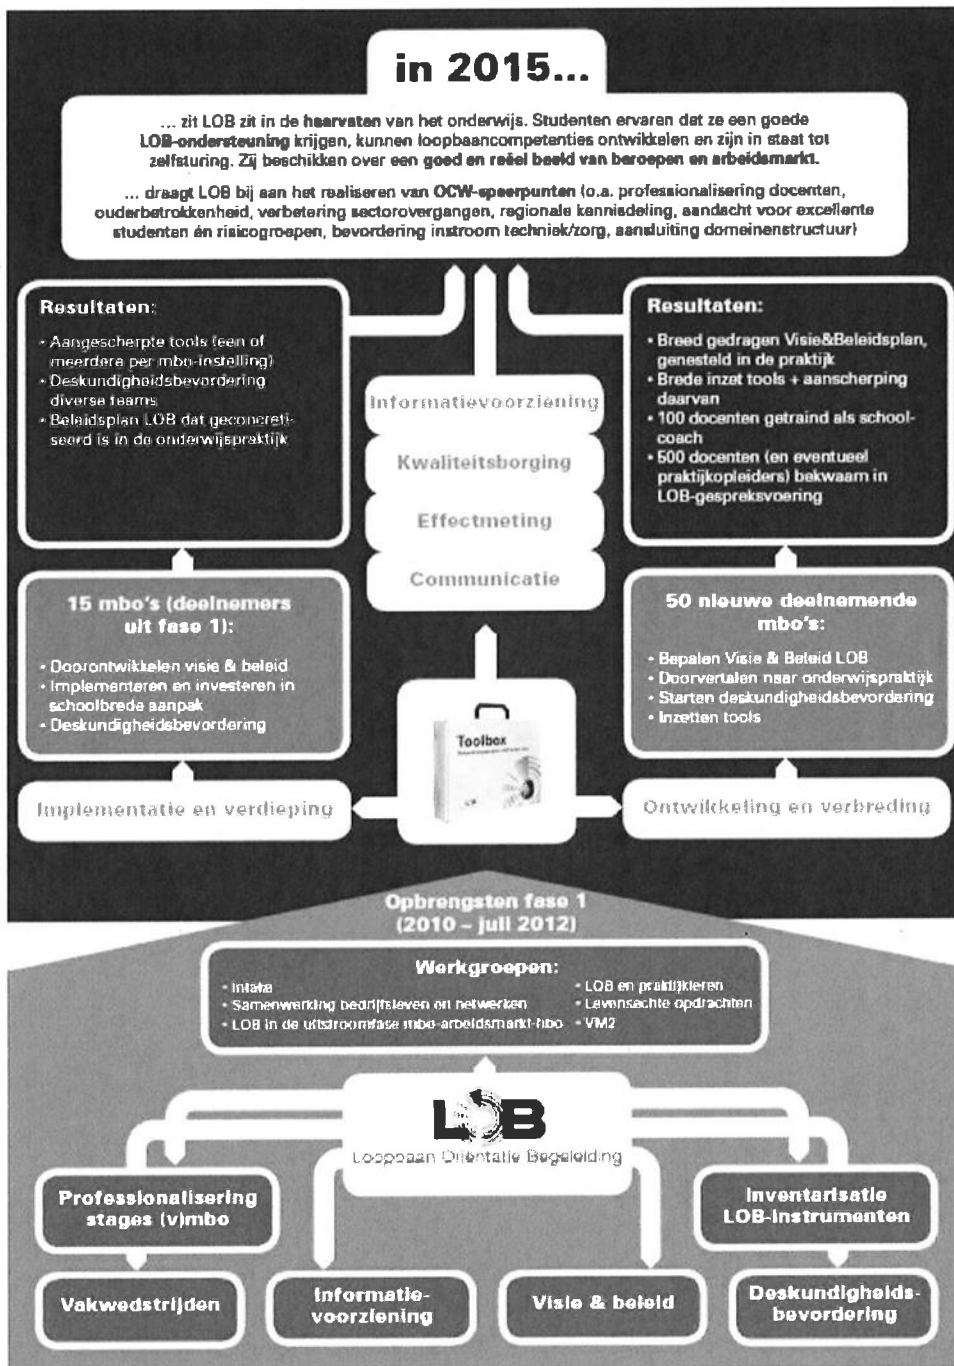 in 2015...
... zit LOB zit in de haarvaten van het onderwijs. Studenten ervaren dat ze een goede
LOB-ondersteuning krijgen, kunnen loopbaancompetenties ontwikkelen en zijn in staat tot
zelfsturing. Zij beschikken over een goed en reëel beeld van beroepen en arbeidsmarkt.
... draagt LOB bij aan het realiseren van OCW-speerpunten (o.a. professionalisering docenten,
ouderbetrokkenheid, verbetering sectorovergangen, regionale kennisdeling, aandacht voor excellente
studenten én risicogroepen, bevordering instroom techniek/zorg, aansluiting domeinenstructuur)
Resultaten:
• Aangescherpte tools (een of
meerdere per mbo-instelling)
• Deskundigheidsbevordering
diverse teams
• Beleidsplan LOB dat geconcreti-
seerd is in de onderwijspraktijk
Informatievoorziening
Kwaliteitsborging
Effectmeting
Communicatie
Resultaten:
• Breed gedragen Visie&Beleidsplan,
genesteld in de praktijk
• Brede inzet tools + aanscherping
daarvan
• 100 docenten getraind als school-
coach
• 500 docenten (en eventueel
praktijkopleiders) bekwaam in
LOB-gespreksvoering
15 mbo's (deelnemers
uit fase 1):
• Doorontwikkelen visie & beleid
• Implementeren en investeren in
schoolbrede aanpak
• Deskundigheidsbevordering
50 nieuwe deelnemende
mbo's:
• Bepalen Visie & Beleid LOB
• Doorvertalen naar onderwijspraktijk
• Starten deskundigheidsbevordering
• Inzetten tools
Toolbox
Implementatie en verdieping
Ontwikkeling en verbreding
Opbrengsten fase 1
(2010 – juli 2012)
Werkgroepen:
• Intake
• Samenwerking bedrijfsleven en netwerken
• LOB in de uitstroomfase mbo-arbeidsmarkt-hbo
• LOB en praktijkleren
• Levensechte opdrachten
• VM2
LOB
Loopbaan Oriëntatie Begeleiding
Professionalisering
stages (v)mbo
Inventarisatie
LOB-instrumenten
Vakwedstrijden
Informatie-
voorziening
Visie & beleid
Deskundigheids-
bevordering